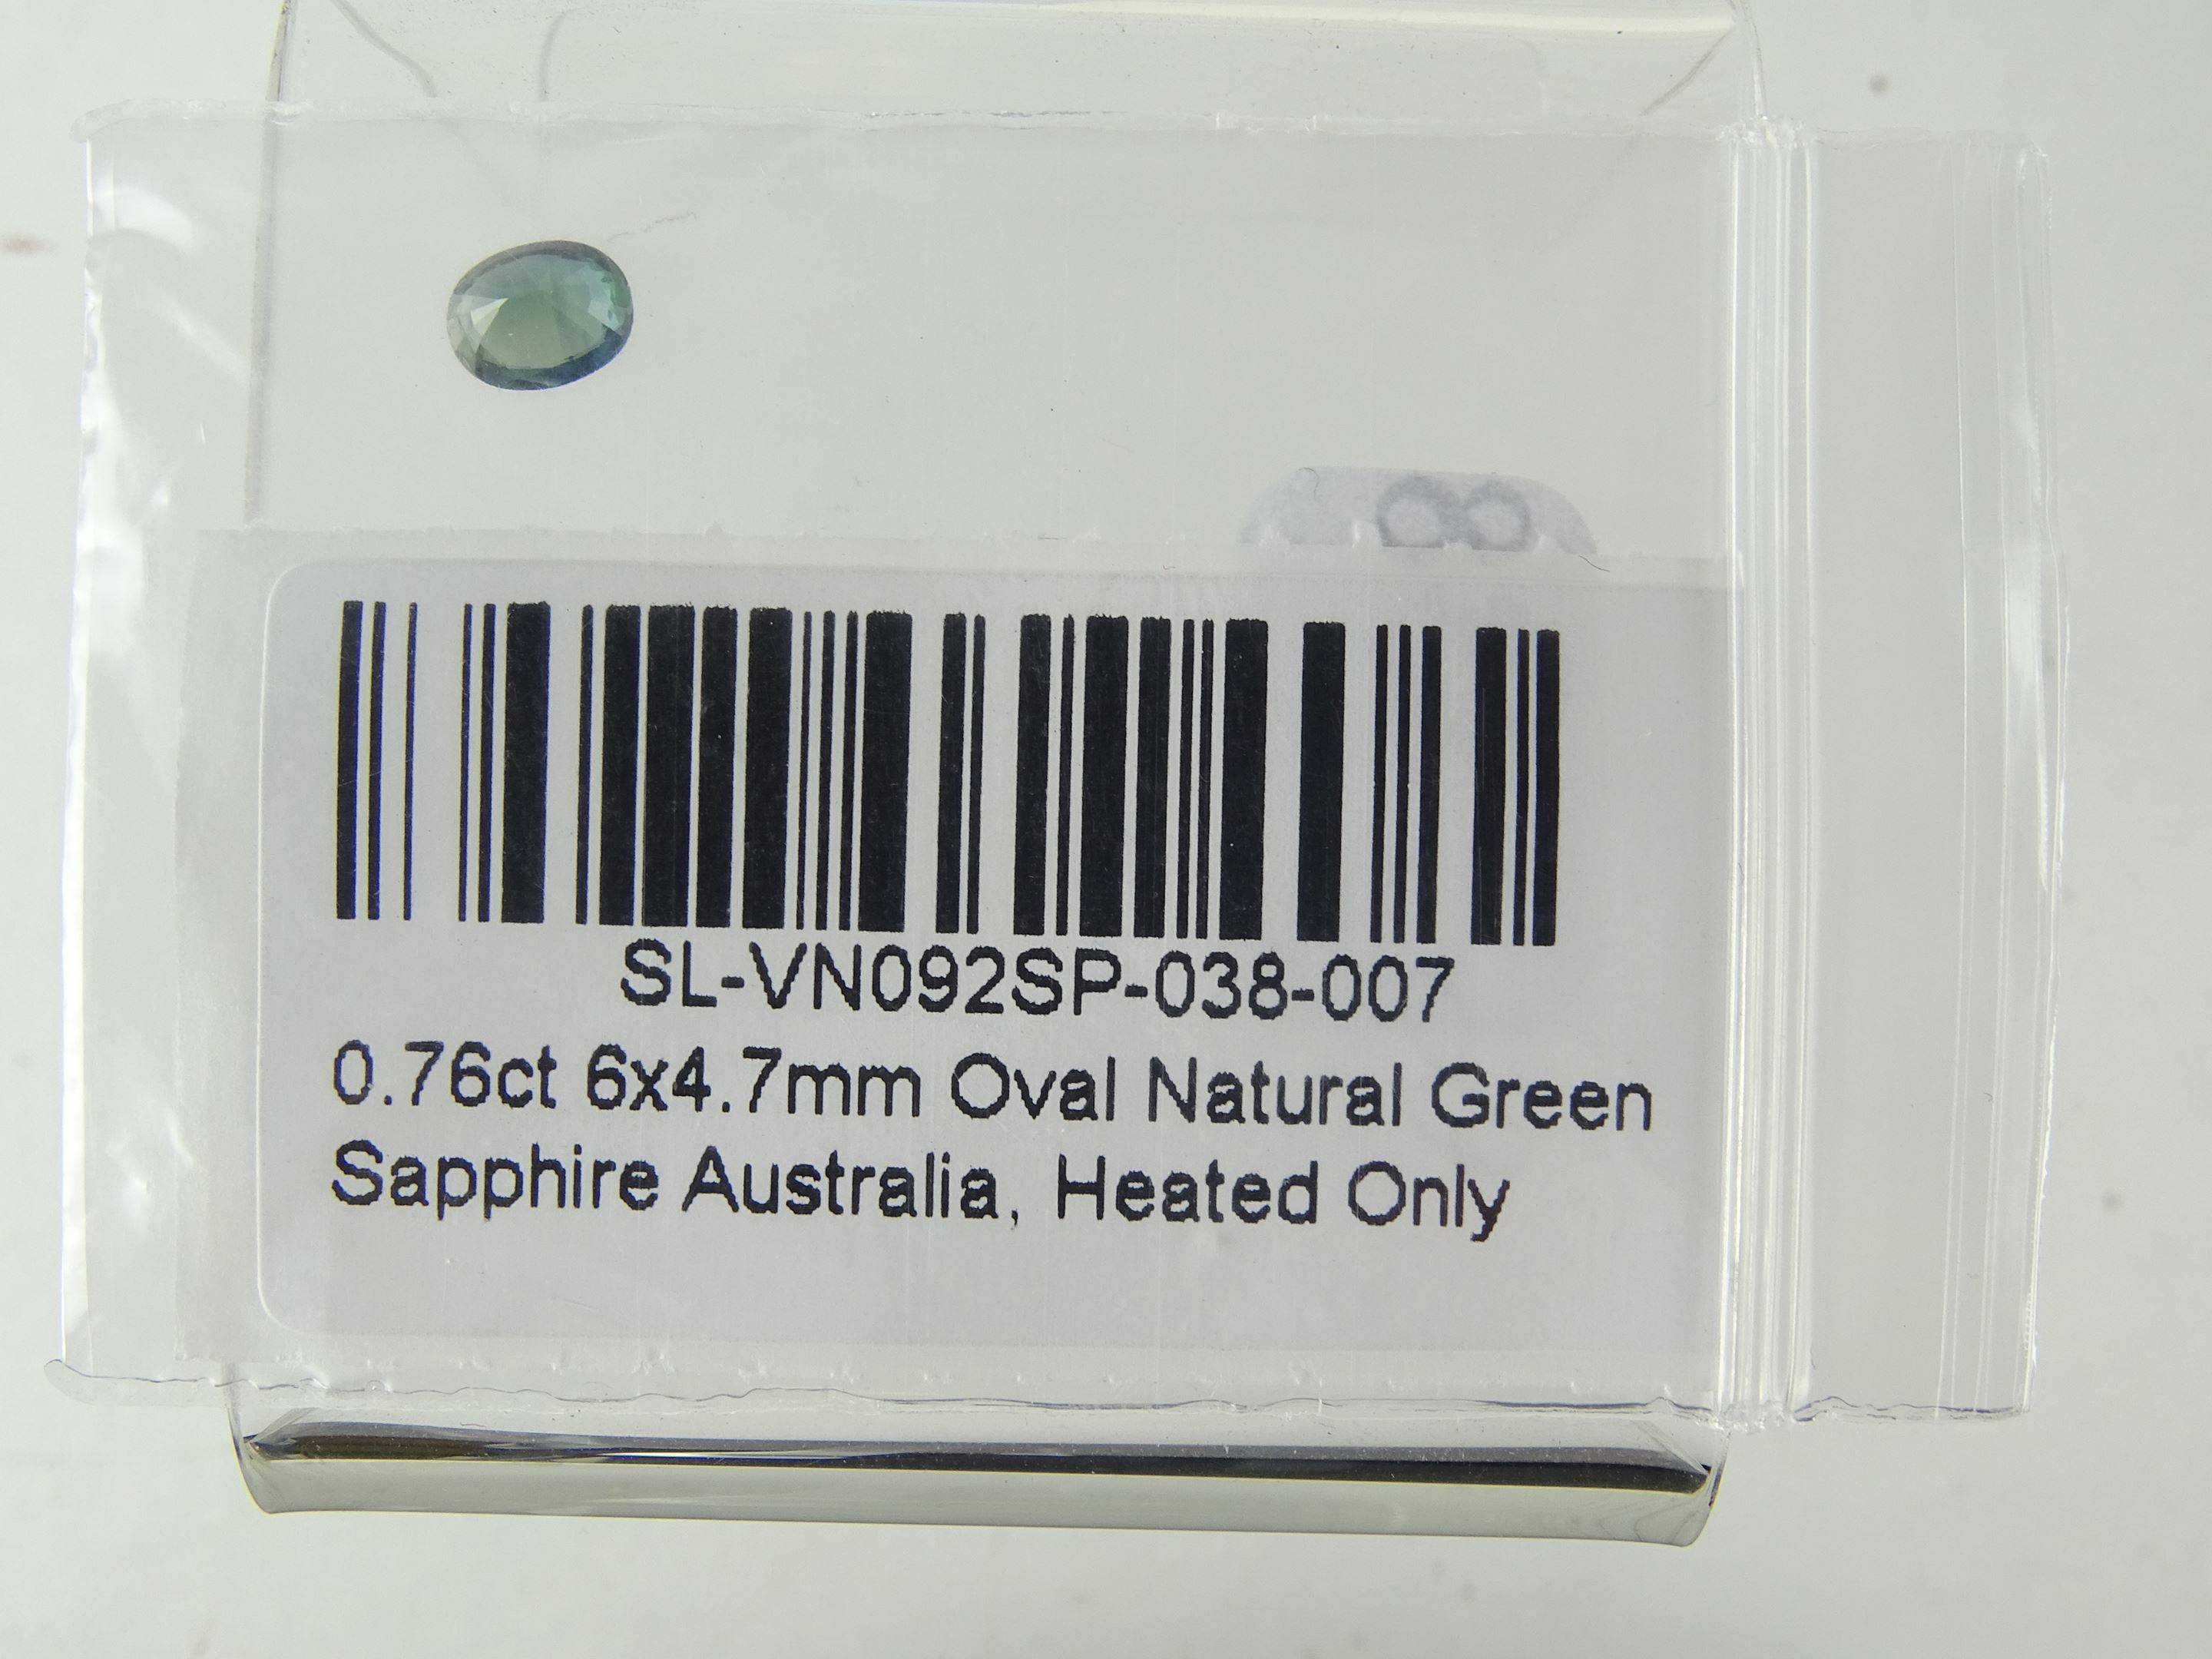 SL-VN092SP-038-007
0.76ct 6x4.7mm Oval Natural Green
Sapphire Australia, Heated Only